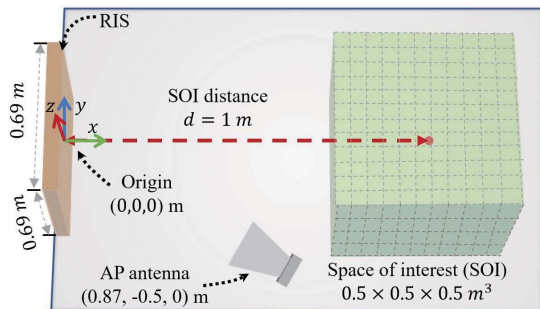 RIS
0.69 m
z
y
x
SOI distance
d = 1 m
Origin
(0,0,0) m
0.69 m
AP antenna
(0.87, -0.5, 0) m
Space of interest (SOI)
0.5 × 0.5 × 0.5 m³